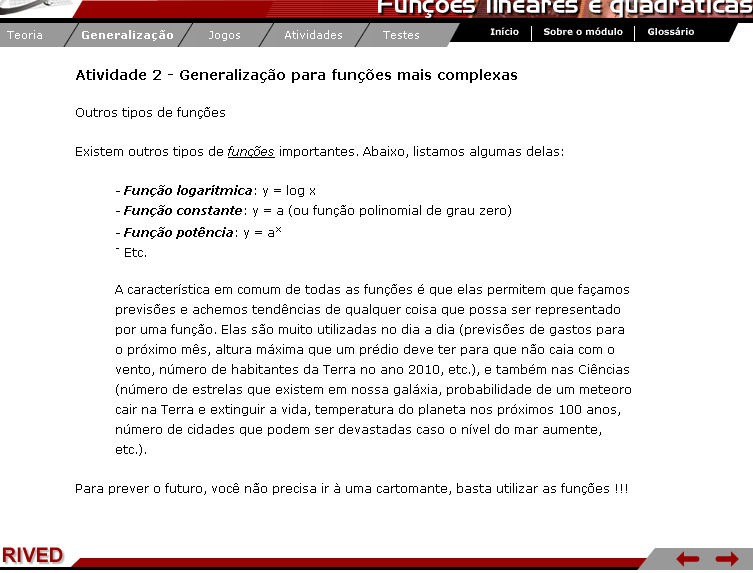 Funções lineares e quadráticas
Teoria Generalização Jogos Atividades Testes Início Sobre o módulo Glossário
Atividade 2 - Generalização para funções mais complexas
Outros tipos de funções
Existem outros tipos de funções importantes. Abaixo, listamos algumas delas:
- Função logarítmica: y = log x
- Função constante: y = a (ou função polinomial de grau zero)
- Função potência: y = aˣ
- Etc.
A característica em comum de todas as funções é que elas permitem que façamos
previsões e achemos tendências de qualquer coisa que possa ser representado
por uma função. Elas são muito utilizadas no dia a dia (previsões de gastos para
o próximo mês, altura máxima que um prédio deve ter para que não caia com o
vento, número de habitantes da Terra no ano 2010, etc.), e também nas Ciências
(número de estrelas que existem em nossa galáxia, probabilidade de um meteoro
cair na Terra e extinguir a vida, temperatura do planeta nos próximos 100 anos,
número de cidades que podem ser devastadas caso o nível do mar aumente,
etc.).
Para prever o futuro, você não precisa ir à uma cartomante, basta utilizar as funções !!!
RIVED